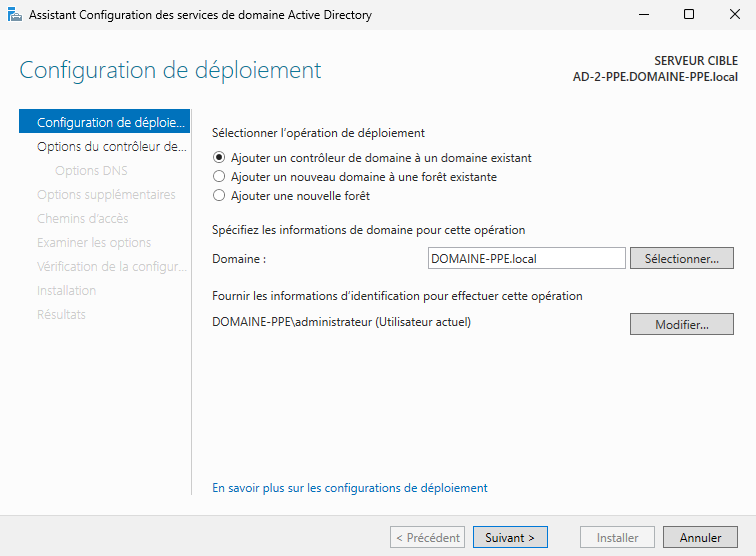 Assistant Configuration des services de domaine Active Directory
Configuration de déploiement
SERVEUR CIBLE
AD-2-PPE.DOMAINE-PPE.local
Configuration de déploie...
Options du contrôleur de...
Options DNS
Options supplémentaires
Chemins d'accès
Examiner les options
Vérification de la configur...
Installation
Résultats
Sélectionner l'opération de déploiement
Ajouter un contrôleur de domaine à un domaine existant
Ajouter un nouveau domaine à une forêt existante
Ajouter une nouvelle forêt
Spécifiez les informations de domaine pour cette opération
Domaine : DOMAINE-PPE.local Sélectionner...
Fournir les informations d'identification pour effectuer cette opération
DOMAINE-PPE\administrateur (Utilisateur actuel) Modifier...
En savoir plus sur les configurations de déploiement
< Précédent Suivant > Installer Annuler